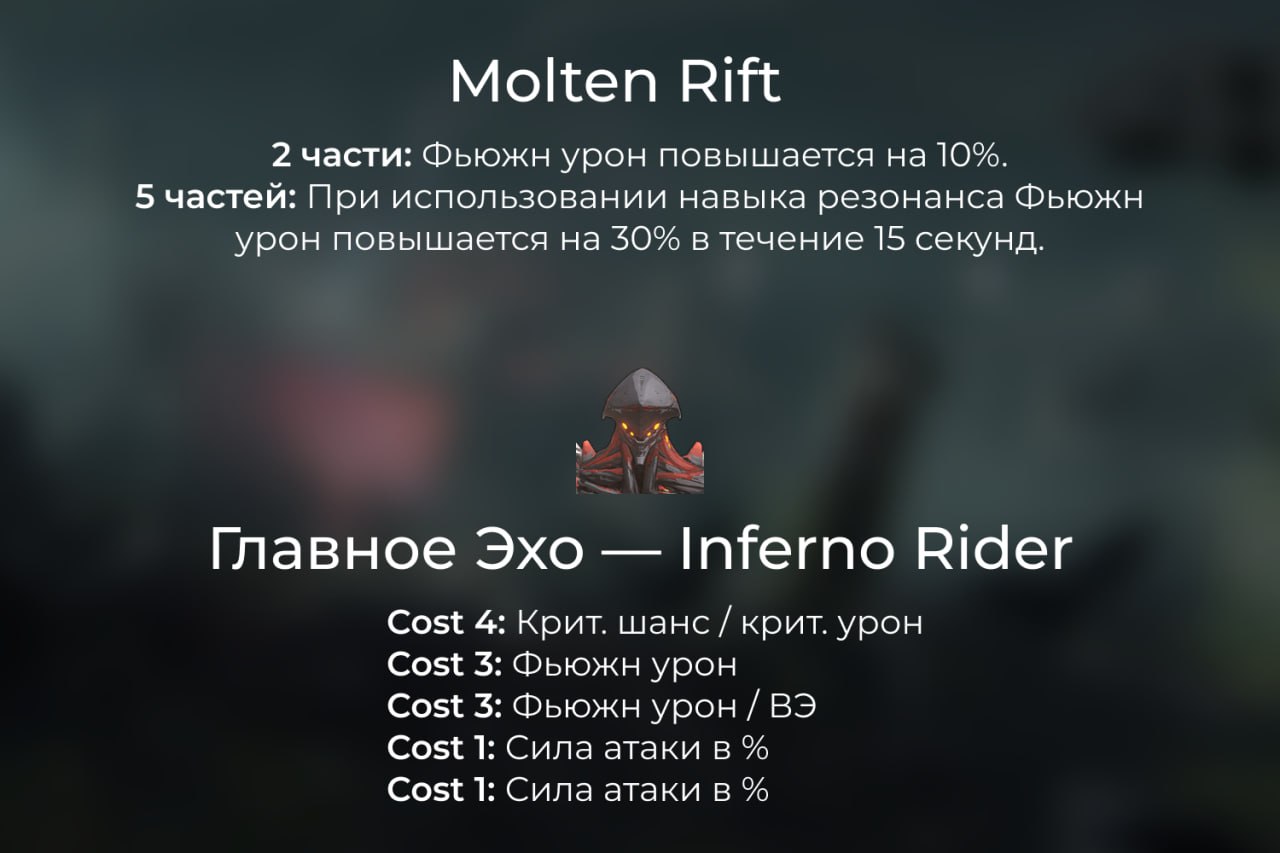 Molten Rift
2 части: Фьюжн урон повышается на 10%.
5 частей: При использовании навыка резонанса Фьюжн
урон повышается на 30% в течение 15 секунд.
Главное Эхо — Inferno Rider
Cost 4: Крит. шанс / крит. урон
Cost 3: Фьюжн урон
Cost 3: Фьюжн урон / ВЭ
Cost 1: Сила атаки в %
Cost 1: Сила атаки в %